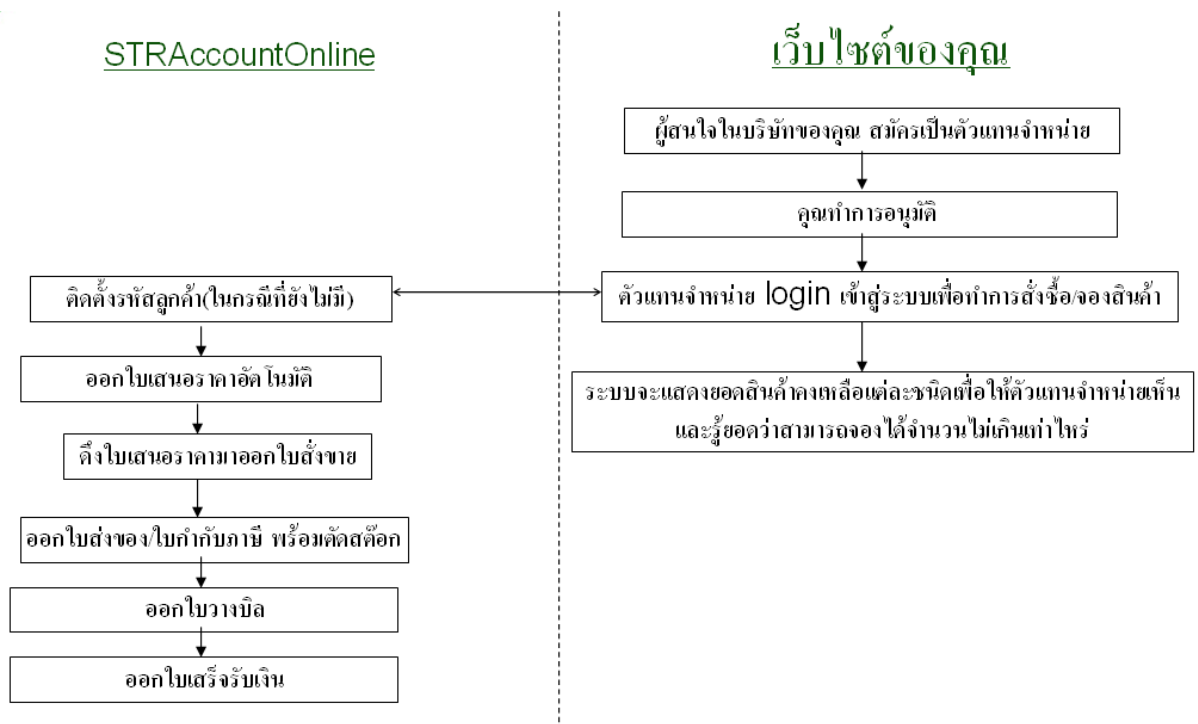 STRAccountOnline
ติดตั้งรหัสลูกค้า(ในกรณีที่ยังไม่มี)
ออกใบเสนอราคาอัตโนมัติ
ดึงใบเสนอราคามาออกใบสั่งขาย
ออกใบส่งของ/ใบกำกับภาษี พร้อมตัดสต๊อก
ออกใบวางบิล
ออกใบเสร็จรับเงิน
เว็บไซต์ของคุณ
ผู้สนใจในบริษัทของคุณ สมัครเป็นตัวแทนจำหน่าย
คุณทำการอนุมัติ
ตัวแทนจำหน่าย login เข้าสู่ระบบเพื่อทำการสั่งซื้อ/จองสินค้า
ระบบจะแสดงยอดสินค้าคงเหลือแต่ละชนิดเพื่อให้ตัวแทนจำหน่ายเห็น
และรู้ยอดว่าสามารถจองได้จำนวนไม่เกินเท่าไหร่